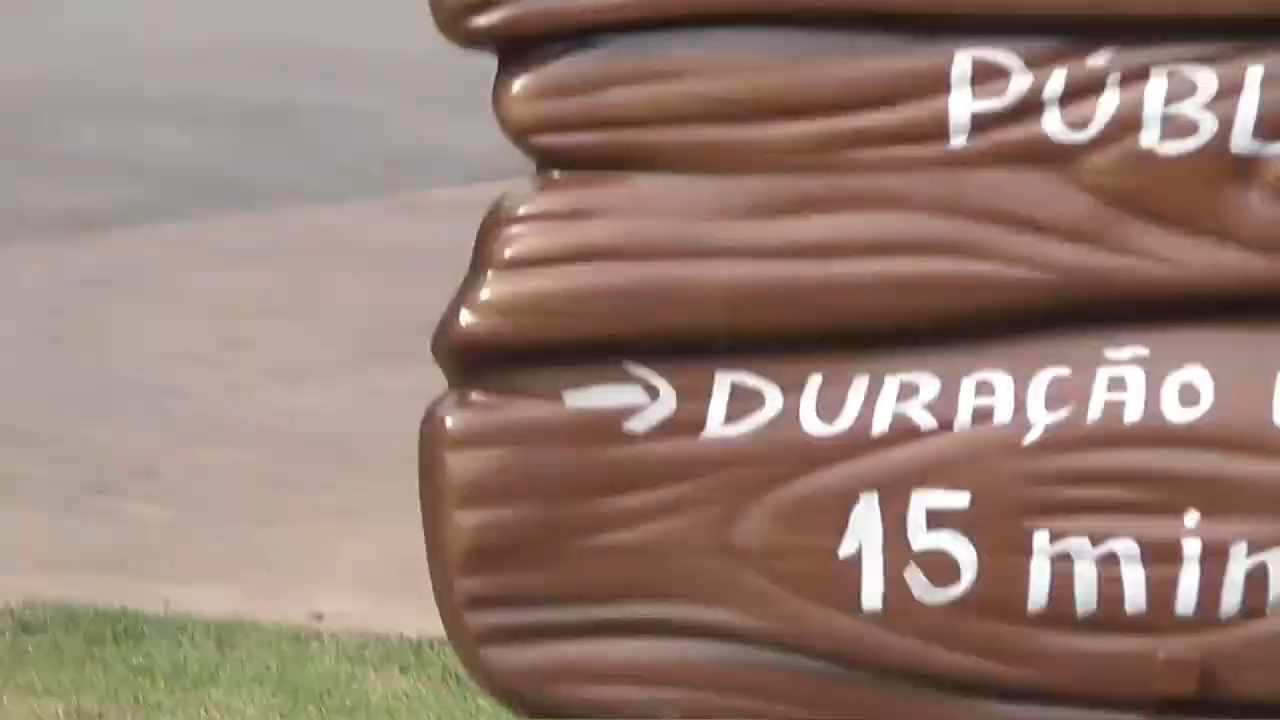 PÚBL
→ DURAÇÃO
15 min